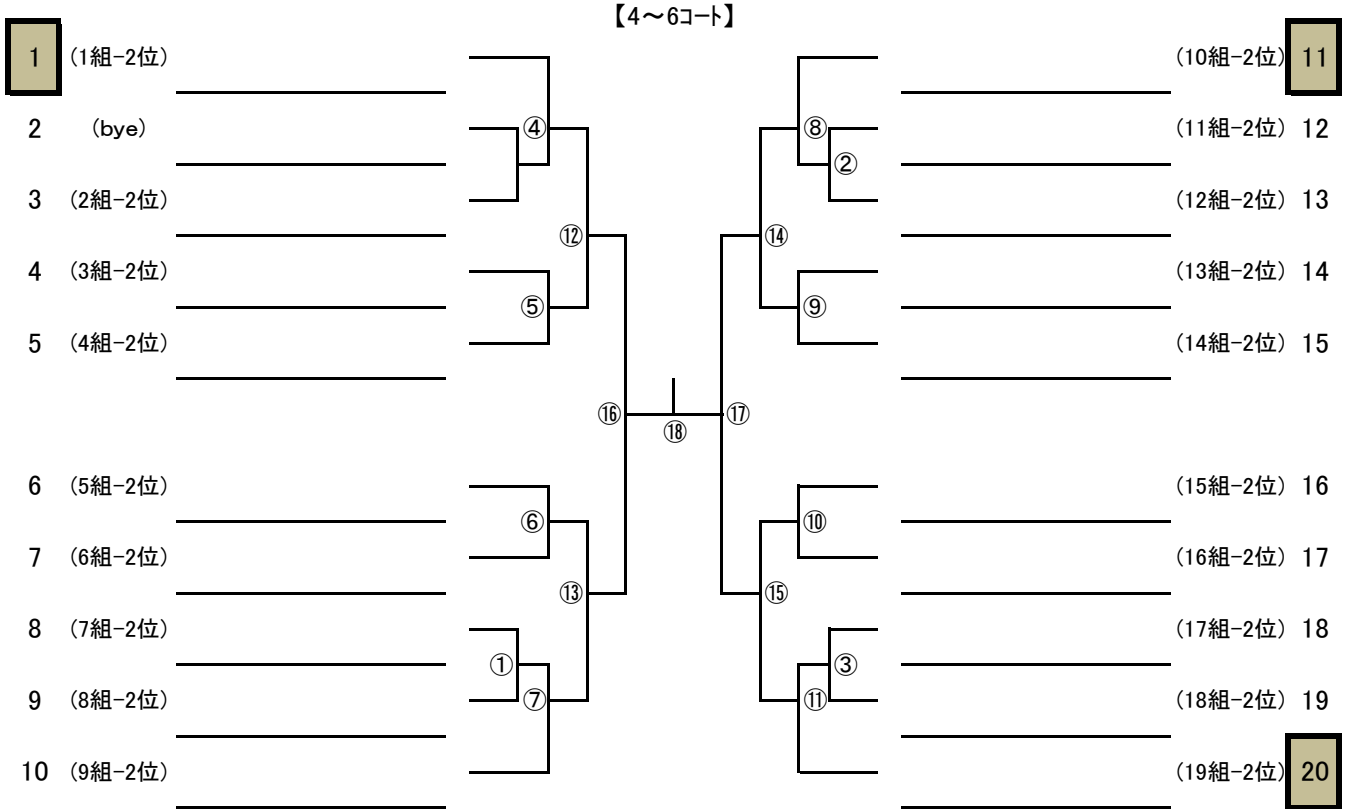 【4～6コート】
1 (1組-2位) (10組-2位) 11
2 (bye) ④ ⑧ (11組-2位) 12
②
3 (2組-2位) (12組-2位) 13
⑫ ⑭
4 (3組-2位) (13組-2位) 14
⑤ ⑨
5 (4組-2位) (14組-2位) 15
⑯ ⑰
⑱
6 (5組-2位) (15組-2位) 16
⑥ ⑩
7 (6組-2位) (16組-2位) 17
⑬ ⑮
8 (7組-2位) (17組-2位) 18
① ③
9 (8組-2位) ⑦ ⑪ (18組-2位) 19
10 (9組-2位) (19組-2位) 20